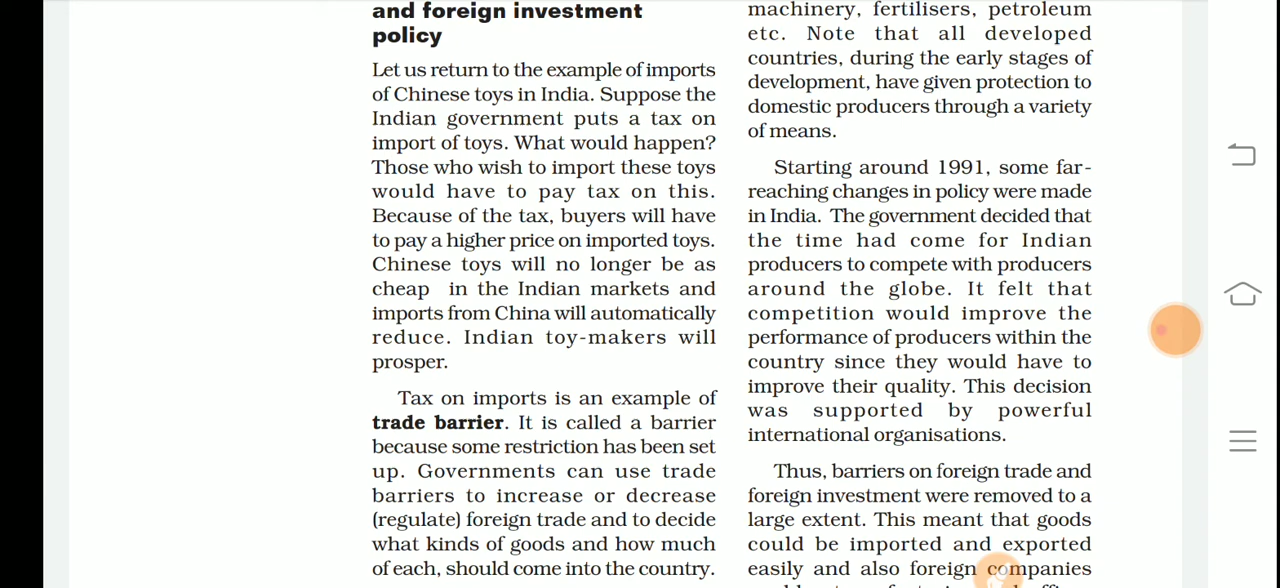 and foreign investment
policy
Let us return to the example of imports
of Chinese toys in India. Suppose the
Indian government puts a tax on
import of toys. What would happen?
Those who wish to import these toys
would have to pay tax on this.
Because of the tax, buyers will have
to pay a higher price on imported toys.
Chinese toys will no longer be as
cheap in the Indian markets and
imports from China will automatically
reduce. Indian toy-makers will
prosper.
Tax on imports is an example of
trade barrier. It is called a barrier
because some restriction has been set
up. Governments can use trade
barriers to increase or decrease
(regulate) foreign trade and to decide
what kinds of goods and how much
of each, should come into the country.
machinery, fertilisers, petroleum
etc. Note that all developed
countries, during the early stages of
development, have given protection to
domestic producers through a variety
of means.
Starting around 1991, some far-
reaching changes in policy were made
in India. The government decided that
the time had come for Indian
producers to compete with producers
around the globe. It felt that
competition would improve the
performance of producers within the
country since they would have to
improve their quality. This decision
was supported by powerful
international organisations.
Thus, barriers on foreign trade and
foreign investment were removed to a
large extent. This meant that goods
could be imported and exported
easily and also foreign companies